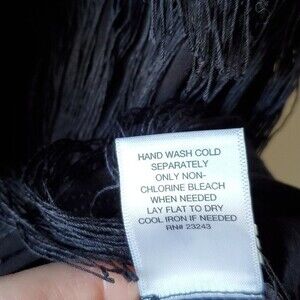 HAND WASH COLD
SEPARATELY
ONLY NON-
CHLORINE BLEACH
WHEN NEEDED
LAY FLAT TO DRY
COOL IRON IF NEEDED
RN# 23243